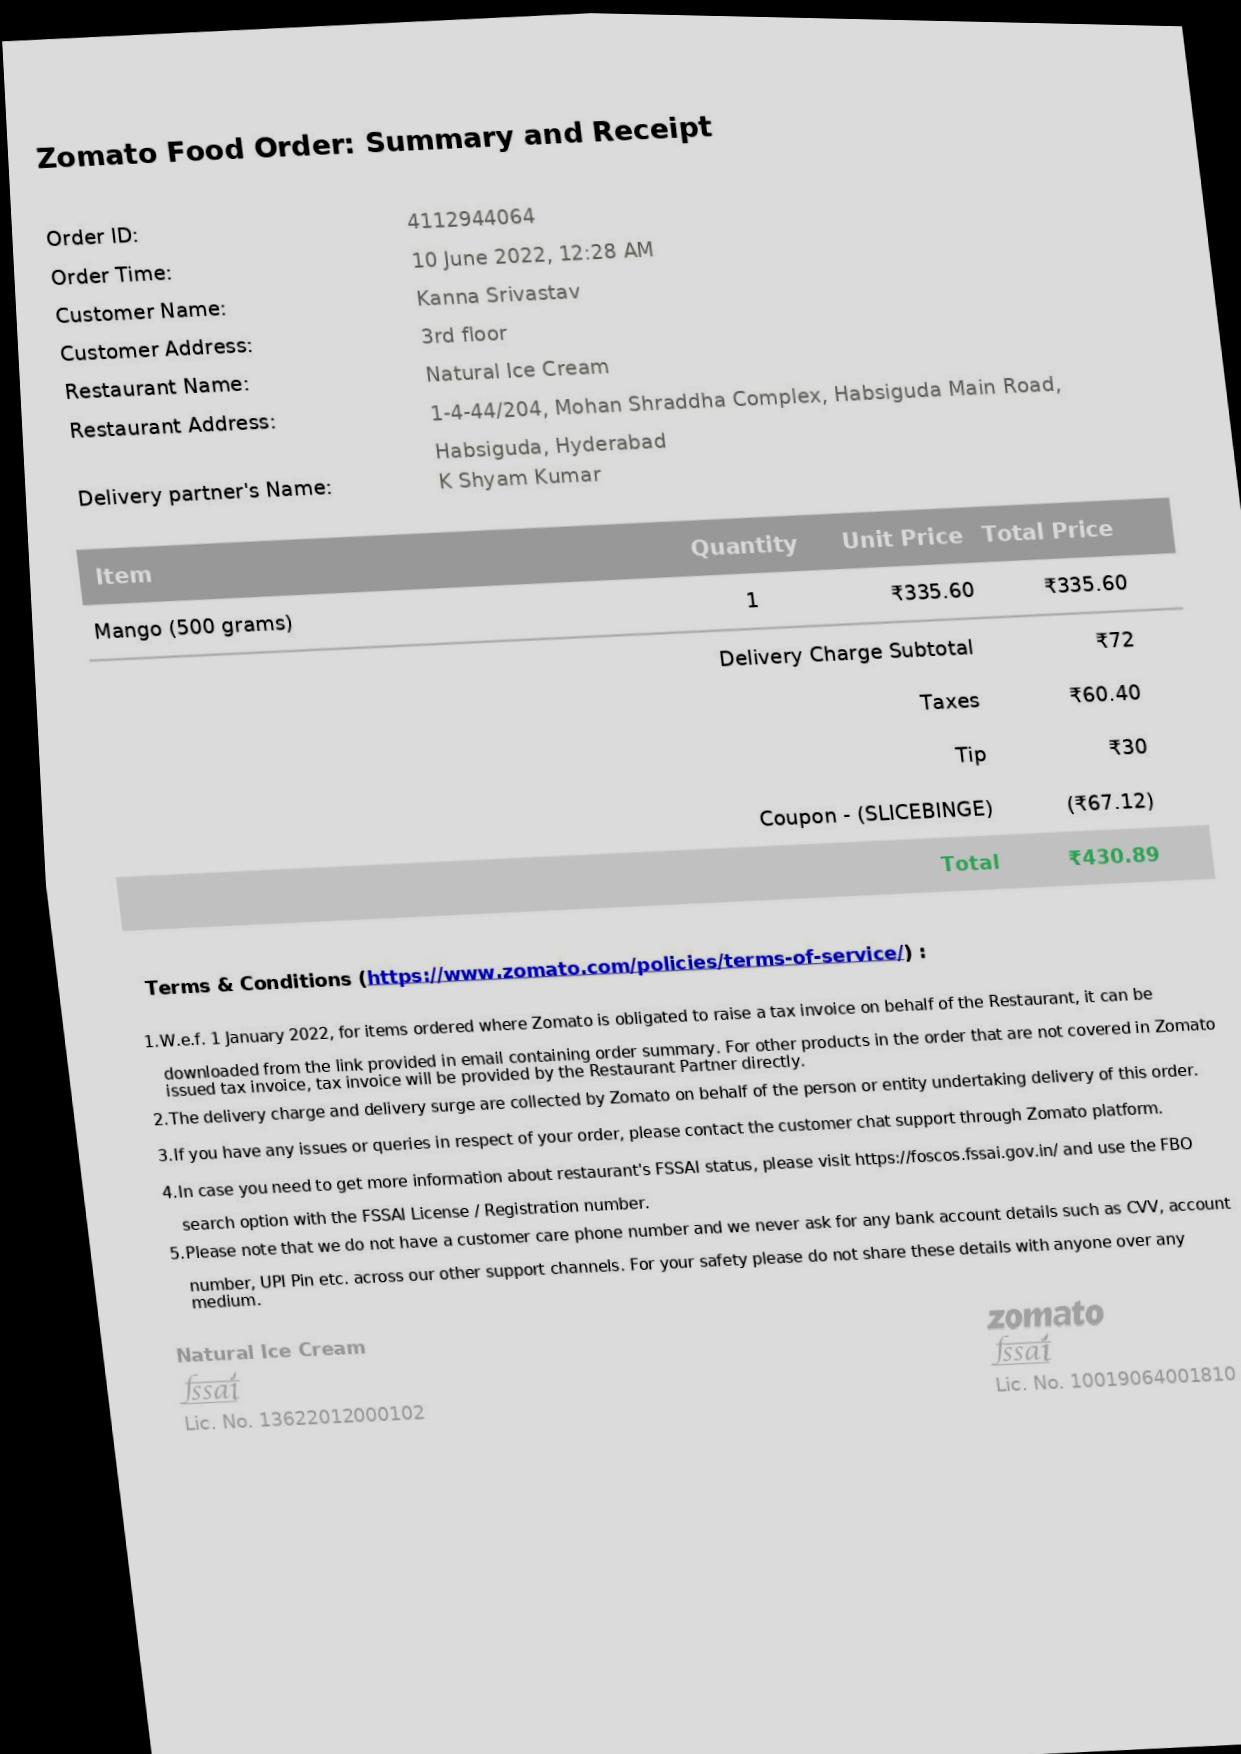 Zomato Food Order: Summary and Receipt
Order ID: 4112944064
Order Time: 10 June 2022, 12:28 AM
Customer Name: Kanna Srivastav
Customer Address: 3rd floor
Restaurant Name: Natural Ice Cream
Restaurant Address: 1-4-44/204, Mohan Shraddha Complex, Habsiguda Main Road,
Habsiguda, Hyderabad
Delivery partner's Name: K Shyam Kumar
Item Quantity Unit Price Total Price
Mango (500 grams) 1 ₹335.60 ₹335.60
Delivery Charge Subtotal ₹72
Taxes ₹60.40
Tip ₹30
Coupon - (SLICEBINGE) (₹67.12)
Total ₹430.89
Terms & Conditions (https://www.zomato.com/policies/terms-of-service/) :
1.W.e.f. 1 January 2022, for items ordered where Zomato is obligated to raise a tax invoice on behalf of the Restaurant, it can be
downloaded from the link provided in email containing order summary. For other products in the order that are not covered in Zomato
issued tax invoice, tax invoice will be provided by the Restaurant Partner directly.
2.The delivery charge and delivery surge are collected by Zomato on behalf of the person or entity undertaking delivery of this order.
3.If you have any issues or queries in respect of your order, please contact the customer chat support through Zomato platform.
4.In case you need to get more information about restaurant's FSSAI status, please visit https://foscos.fssai.gov.in/ and use the FBO
search option with the FSSAI License / Registration number.
5.Please note that we do not have a customer care phone number and we never ask for any bank account details such as CVV, account
number, UPI Pin etc. across our other support channels. For your safety please do not share these details with anyone over any
medium.
Natural Ice Cream
fssai
Lic. No. 13622012000102
zomato
fssai
Lic. No. 10019064001810